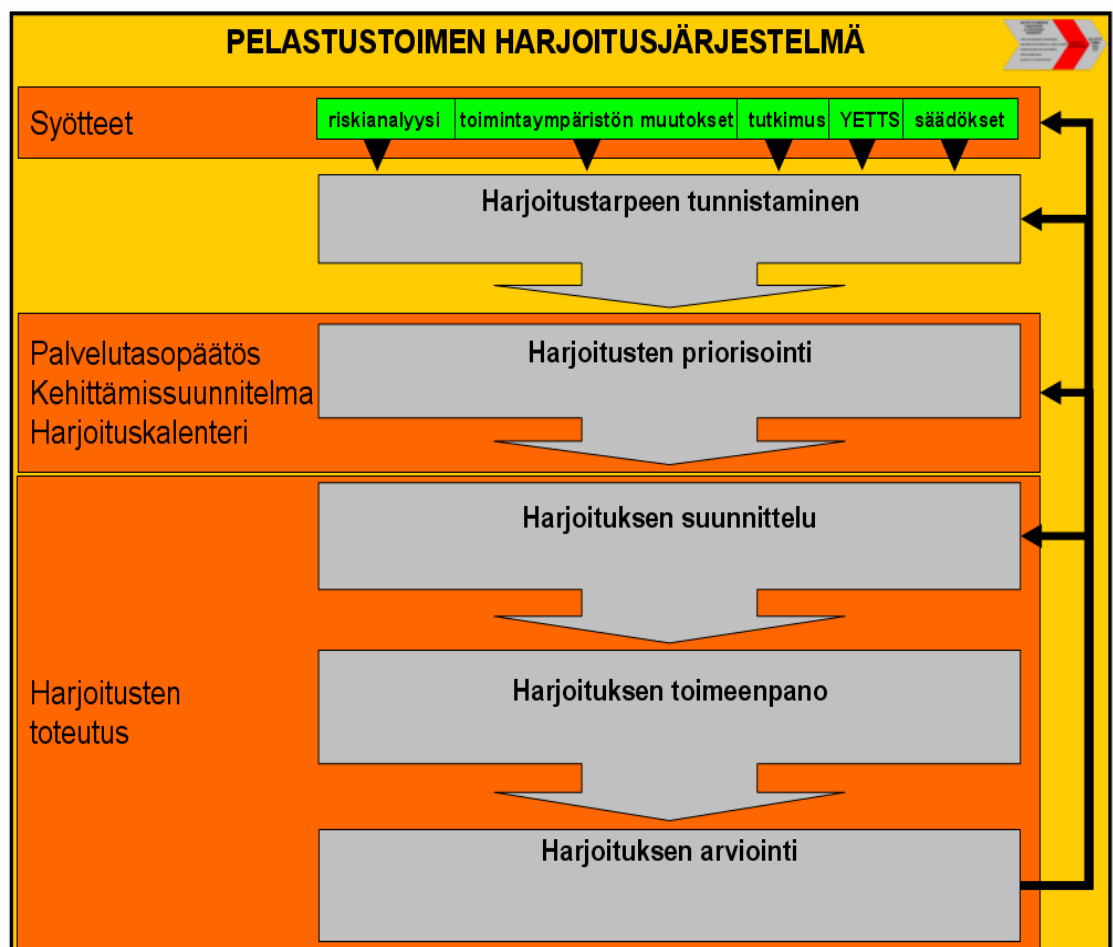 PELASTUSTOIMEN HARJOITUSJÄRJESTELMÄ
Syötteet
riskianalyysi toimintaympäristön muutokset tutkimus YETTS säädökset
Harjoitustarpeen tunnistaminen
Palvelutasopäätös
Kehittämissuunnitelma
Harjoituskalenteri
Harjoitusten priorisointi
Harjoituksen suunnittelu
Harjoitusten
toteutus
Harjoituksen toimeenpano
Harjoituksen arviointi